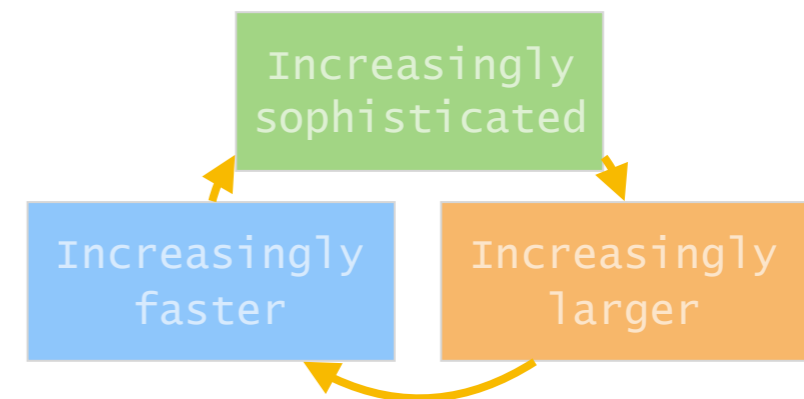 Increasingly
sophisticated
Increasingly
faster
Increasingly
larger